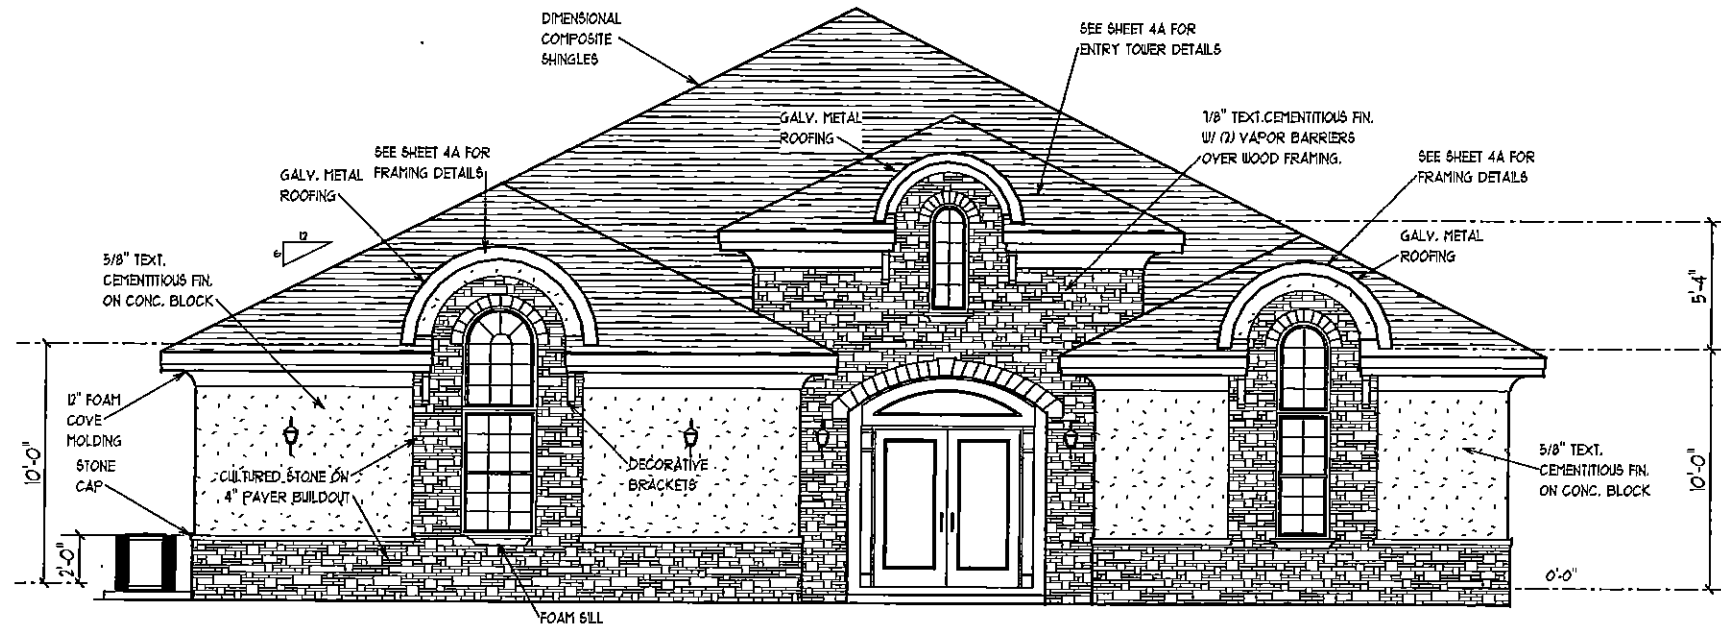 DIMENSIONAL
COMPOSITE
SHINGLES
SEE SHEET 4A FOR
ENTRY TOWER DETAILS
GALV. METAL
ROOFING
7/8" TEXT.CEMENTITIOUS FIN.
W/ (2) VAPOR BARRIERS
OVER WOOD FRAMING.
SEE SHEET 4A FOR
FRAMING DETAILS
SEE SHEET 4A FOR
FRAMING DETAILS
GALV. METAL
ROOFING
GALV. METAL
ROOFING
12
6
5/8" TEXT.
CEMENTITIOUS FIN.
ON CONC. BLOCK
5'-4"
12" FOAM
COVE
MOLDING
STONE
CAP
10'-0"
2'-0"
CULTURED STONE ON
4" PAVER BUILDOUT
DECORATIVE
BRACKETS
5/8" TEXT.
CEMENTITIOUS FIN.
ON CONC. BLOCK
10'-0"
0'-0"
FOAM SILL